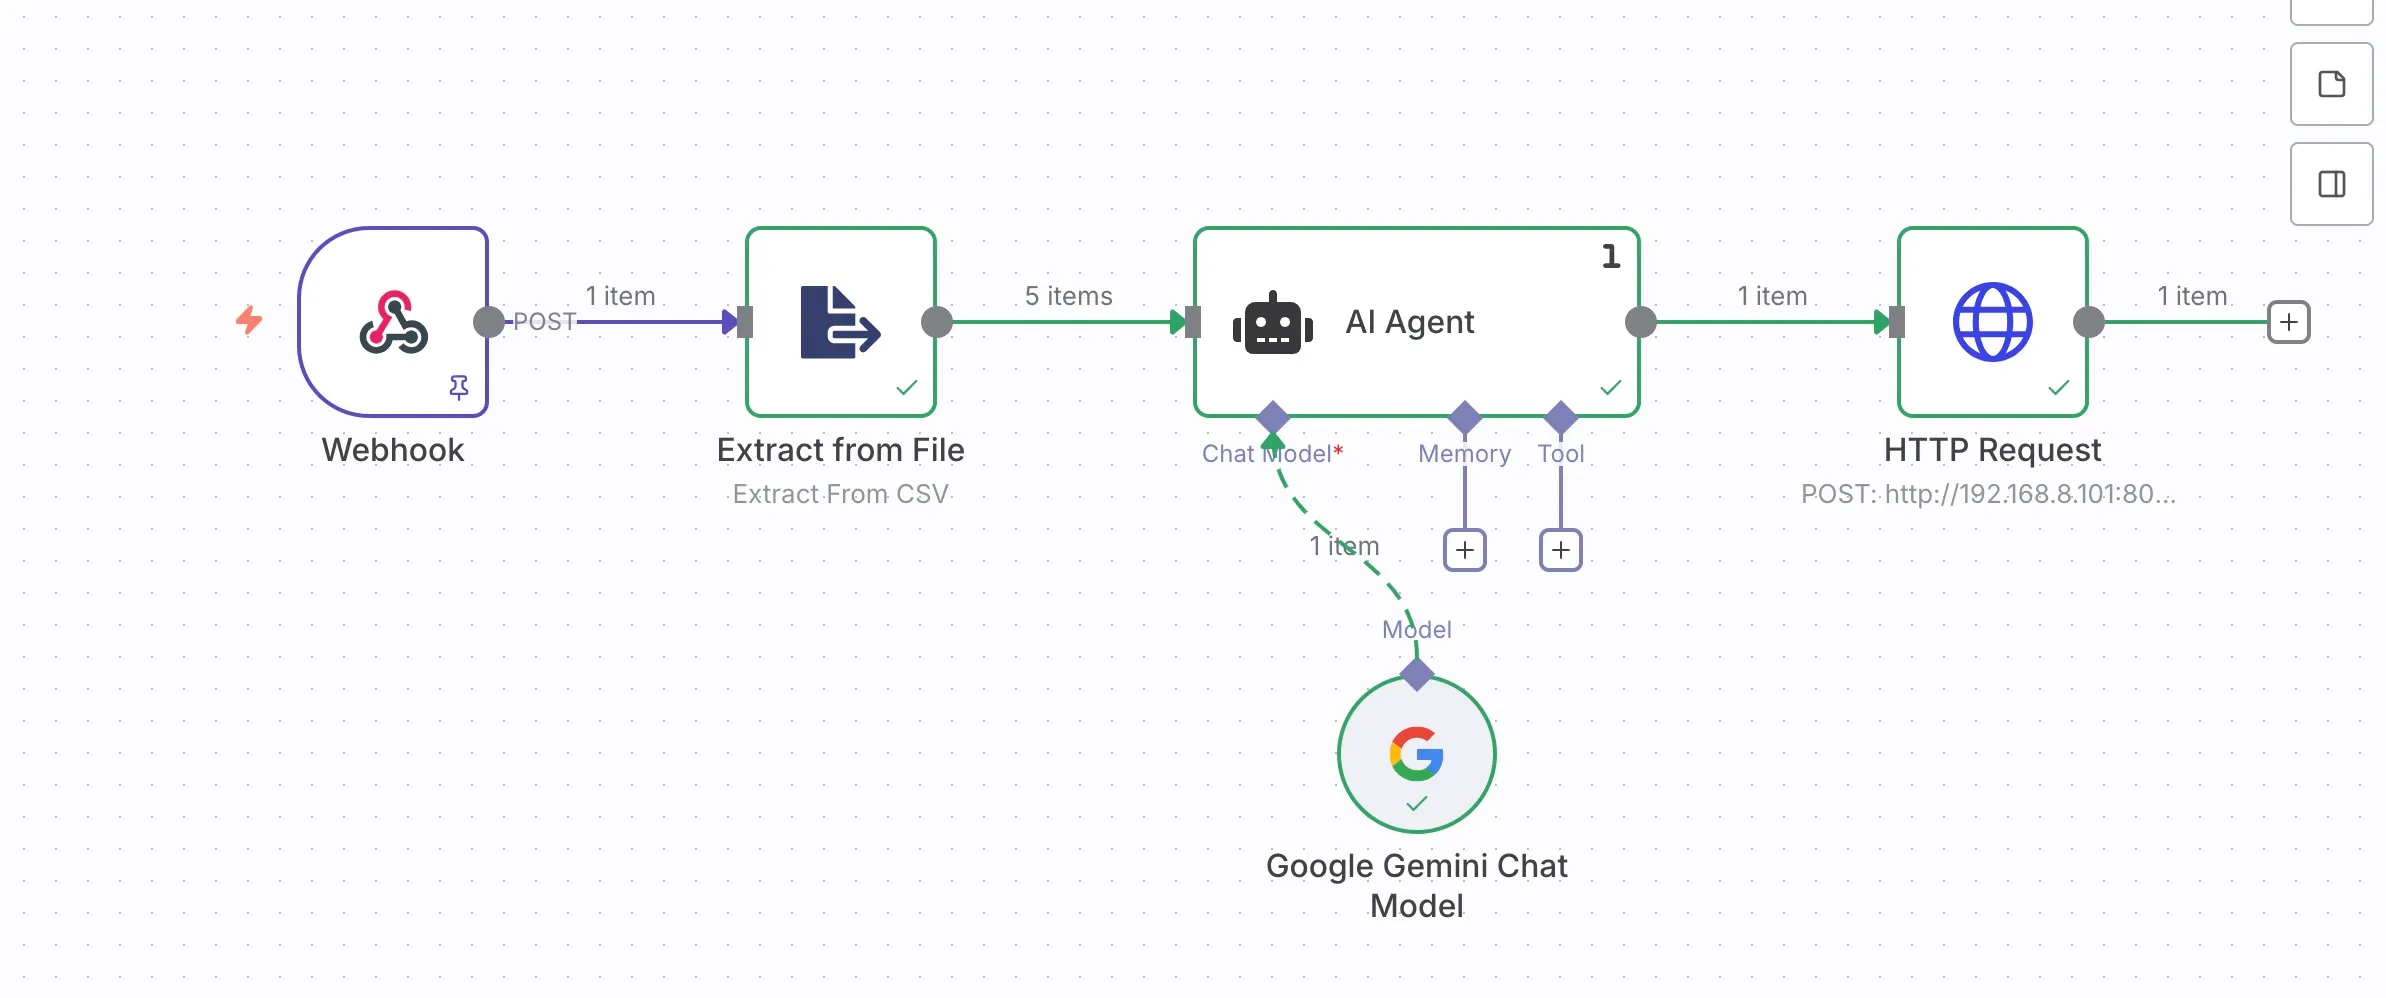 1
1 item
5 items
1 item
1 item
POST
AI Agent
Webhook
Extract from File
Chat Model*
Memory
Tool
HTTP Request
Extract From CSV
POST: http://192.168.8.101:80...
1 item
Model
Google Gemini Chat
Model